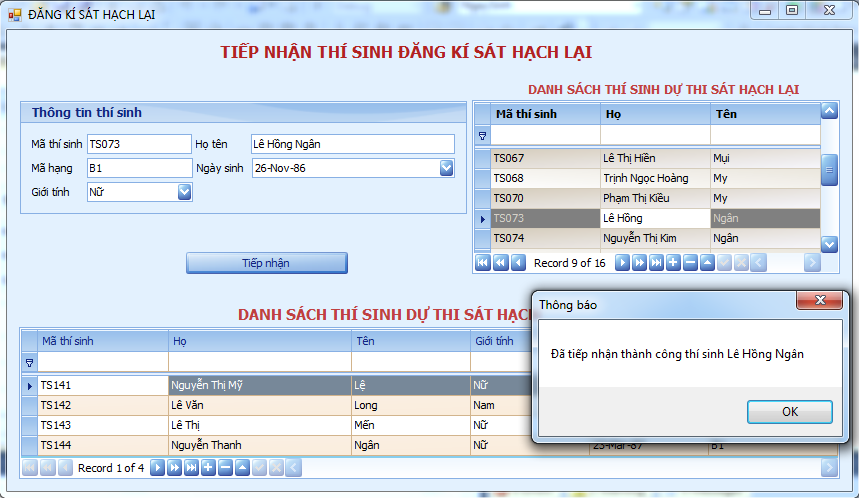 ĐĂNG KÍ SÁT HẠCH LẠI
TIẾP NHẬN THÍ SINH ĐĂNG KÍ SÁT HẠCH LẠI
DANH SÁCH THÍ SINH DỰ THI SÁT HẠCH LẠI
Thông tin thí sinh
Mã thí sinh TS073 Họ tên Lê Hồng Ngân
Mã hạng B1 Ngày sinh 26-Nov-86
Giới tính Nữ
Tiếp nhận
Mã thí sinh Họ Tên
TS067 Lê Thị Hiền Mụi
TS068 Trịnh Ngọc Hoàng My
TS070 Phạm Thị Kiều My
TS073 Lê Hồng Ngân
TS074 Nguyễn Thị Kim Ngân
Record 9 of 16
DANH SÁCH THÍ SINH DỰ THI SÁT HẠCH
Mã thí sinh Họ Tên Giới tính
TS141 Nguyễn Thị Mỹ Lệ Nữ
TS142 Lê Văn Long Nam
TS143 Lê Thị Mến Nữ
TS144 Nguyễn Thanh Ngân Nữ 23-Mar-87 B1
Record 1 of 4
Thông báo
Đã tiếp nhận thành công thí sinh Lê Hồng Ngân
OK